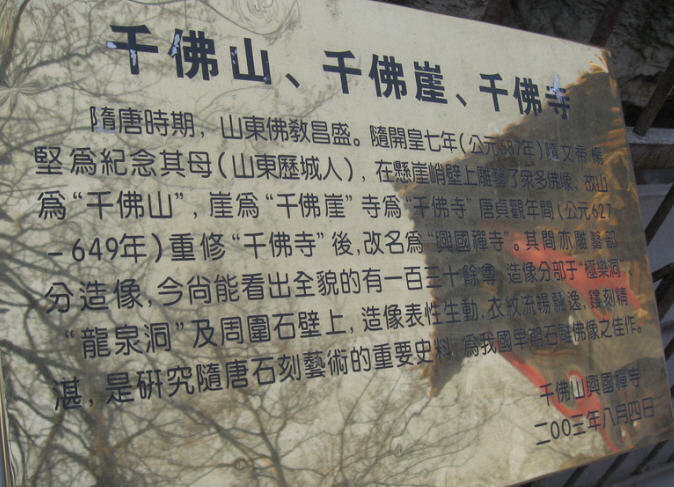 千佛山、千佛崖、千佛寺
隋唐時期，山東佛教昌盛。隨開皇七年(公元587年)隋文帝楊
堅爲紀念其母(山東歷城人)，在懸崖峭壁上雕鑿了衆多佛像，故山
爲“千佛山”，崖爲“千佛崖”寺爲“千佛寺”唐貞觀年間(公元627
-649年)重修“千佛寺”後，改名爲“興國禪寺”。其間亦雕鑿部
分造像，今尚能看出全貌的有一百三十餘尊，造像分部于“極樂洞”
“龍泉洞”及周圍石壁上，造像表性生動，衣紋流暢飄逸，鏤刻精
湛，是研究隨唐石刻藝術的重要史料，爲我國早期石雕佛像之佳作。
千佛山興國禪寺
二00三年八月四日